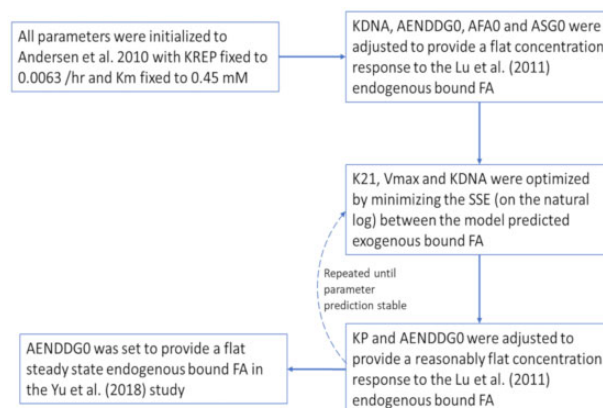 All parameters were initialized to
Andersen et al. 2010 with KREP fixed to
0.0063 /hr and Km fixed to 0.45 mM
KDNA, AENDDG0, AFA0 and ASG0 were
adjusted to provide a flat concentration
response to the Lu et al. (2011)
endogenous bound FA
K21, Vmax and KDNA were optimized
by minimizing the SSE (on the natural
log) between the model predicted
exogenous bound FA
Repeated until
parameter
prediction stable
AENDDG0 was set to provide a flat
steady state endogenous bound FA in
the Yu et al. (2018) study
KP and AENDDG0 were adjusted to
provide a reasonably flat concentration
response to the Lu et al. (2011)
endogenous bound FA